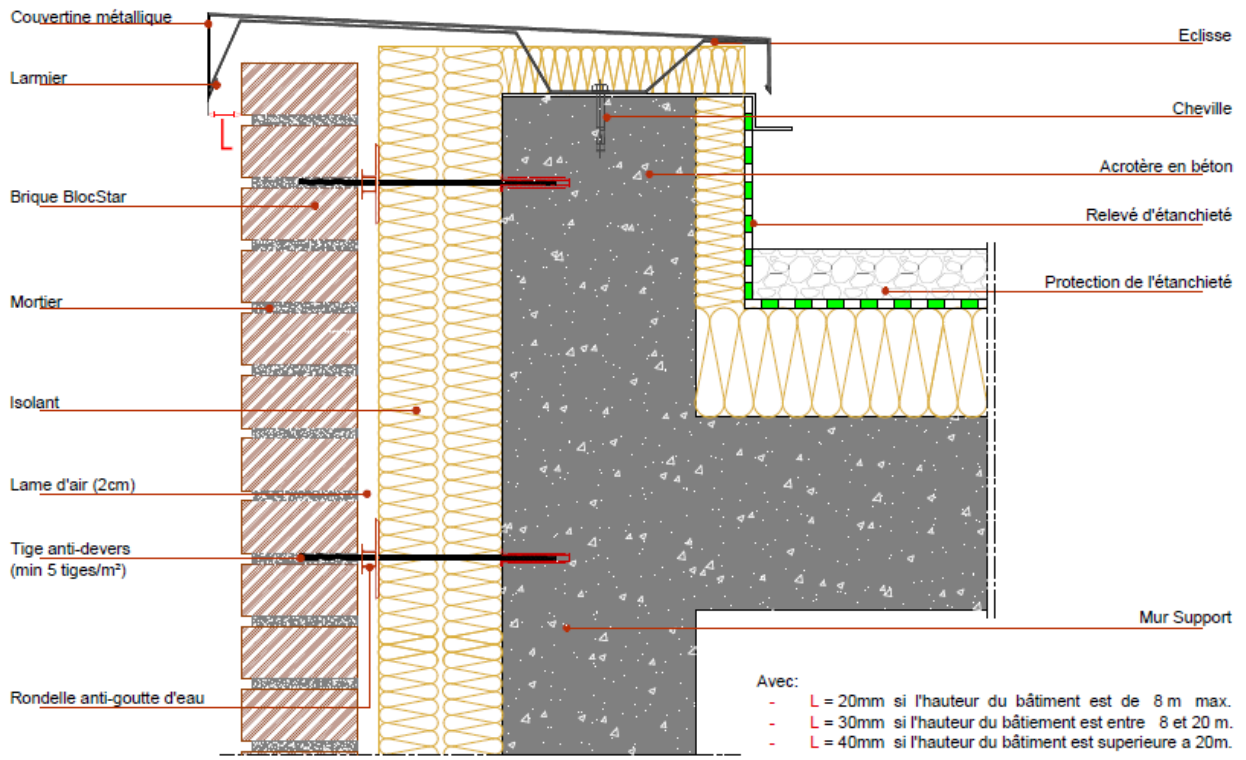 Couvertine métallique
Larmier
L
Brique BlocStar
Mortier
Isolant
Lame d'air (2cm)
Tige anti-devers
(min 5 tiges/m²)
Rondelle anti-goutte d'eau
Eclisse
Cheville
Acrotère en béton
Relevé d'étanchieté
Protection de l'étanchieté
Mur Support
Avec:
- L = 20mm si l'hauteur du bâtiment est de 8 m max.
- L = 30mm si l'hauteur du bâtiement est entre 8 et 20 m.
- L = 40mm si l'hauteur du bâtiment est superieure a 20m.